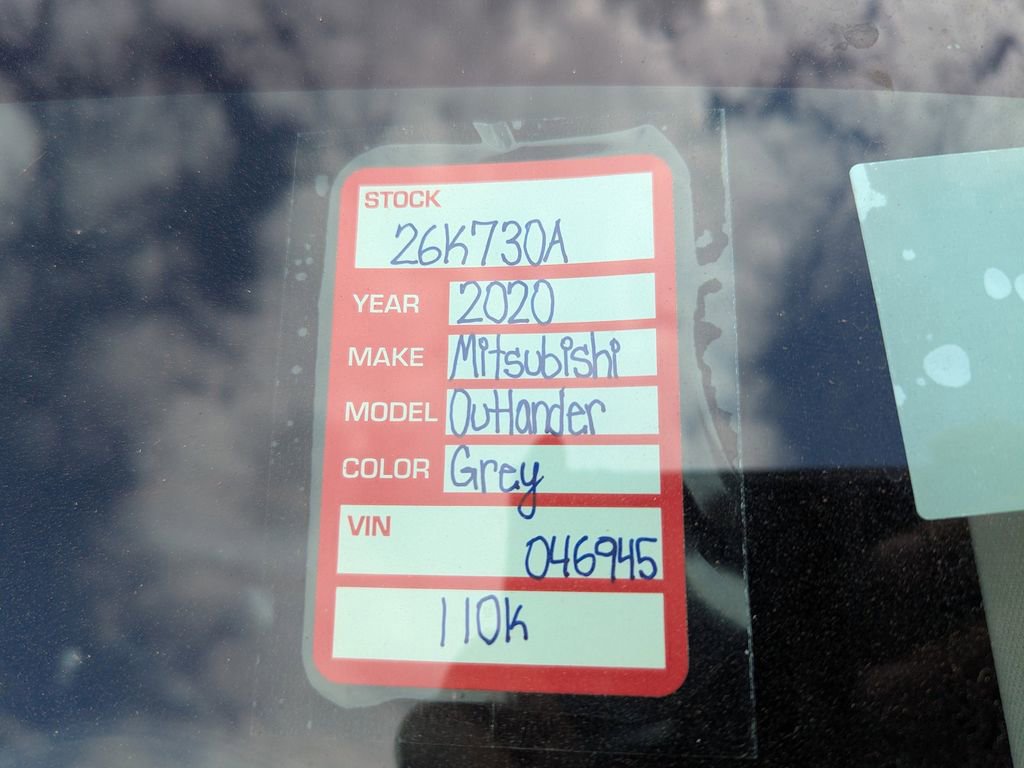 STOCK
26K730A
YEAR 2020
MAKE Mitsubishi
MODEL Outlander
COLOR Grey
VIN
046945
110K